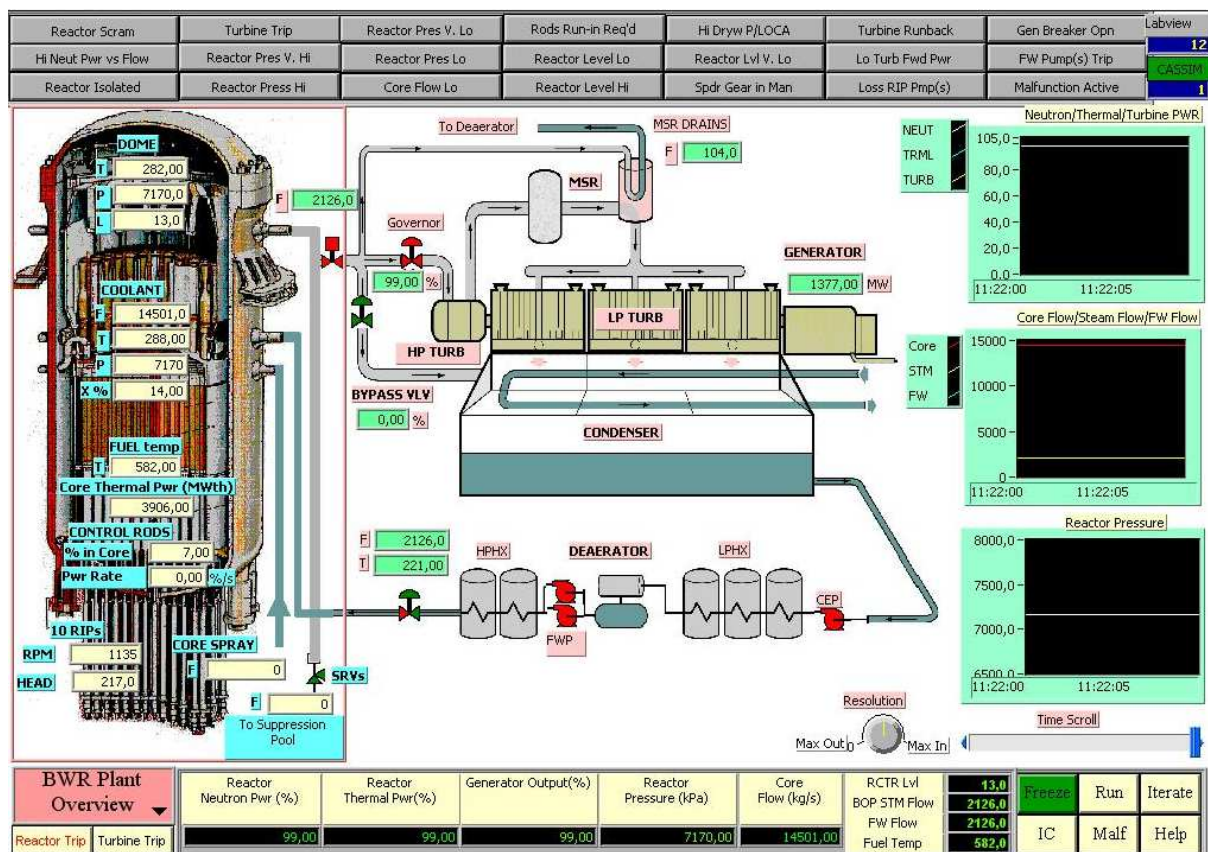 Reactor Scram
Turbine Trip
Reactor Pres V. Lo
Rods Run-in Req'd
Hi Dryw P/LOCA
Turbine Runback
Gen Breaker Opn
Labview
Hi Neut Pwr vs Flow
Reactor Pres V. Hi
Reactor Pres Lo
Reactor Level Lo
Reactor Lvl V. Lo
Lo Turb Fwd Pwr
FW Pump(s) Trip
12
CASSIM
Reactor Isolated
Reactor Press Hi
Core Flow Lo
Reactor Level Hi
Spdr Gear in Man
Loss RIP Pmp(s)
Malfunction Active
1
DOME
T 282,00
P 7170,0
L 13,0
COOLANT
F 14501,0
T 288,00
P 7170
X % 14,00
FUEL temp
T 582,00
Core Thermal Pwr (MWth)
3906,00
CONTROL RODS
% in Core 7,00
Pwr Rate 0,00 %/s
10 RIPs
RPM 1135
HEAD 217,0
CORE SPRAY
F 0
SRVs
F 0
To Suppression
Pool
To Deaerator
MSR DRAINS
F 104,0
F 2126,0
MSR
Governor
99,00 %
GENERATOR
1377,00 MW
LP TURB
HP TURB
BYPASS VLV
0,00 %
CONDENSER
F 2126,0
T 221,00
HPHX
DEAERATOR
LPHX
FWP
CEP
Resolution
Max Out
0
Max In
Time Scroll
Neutron/Thermal/Turbine PWR
NEUT
TRML
TURB
105,0
80,0
60,0
40,0
20,0
0,0
11:22:00 11:22:05
Core Flow/Steam Flow/FW Flow
Core
STM
FW
15000
10000
5000
0
11:22:00 11:22:05
Reactor Pressure
8000,0
7500,0
7000,0
6500,0
11:22:00 11:22:05
BWR Plant
Overview
Reactor Trip
Turbine Trip
Reactor
Neutron Pwr (%)
99,00
Reactor
Thermal Pwr(%)
99,00
Generator Output(%)
99,00
Reactor
Pressure (kPa)
7170,00
Core
Flow (kg/s)
14501,00
RCTR Lvl 13,0
BOP STM Flow 2126,0
FW Flow 2126,0
Fuel Temp 582,0
Freeze
Run
Iterate
IC
Malf
Help